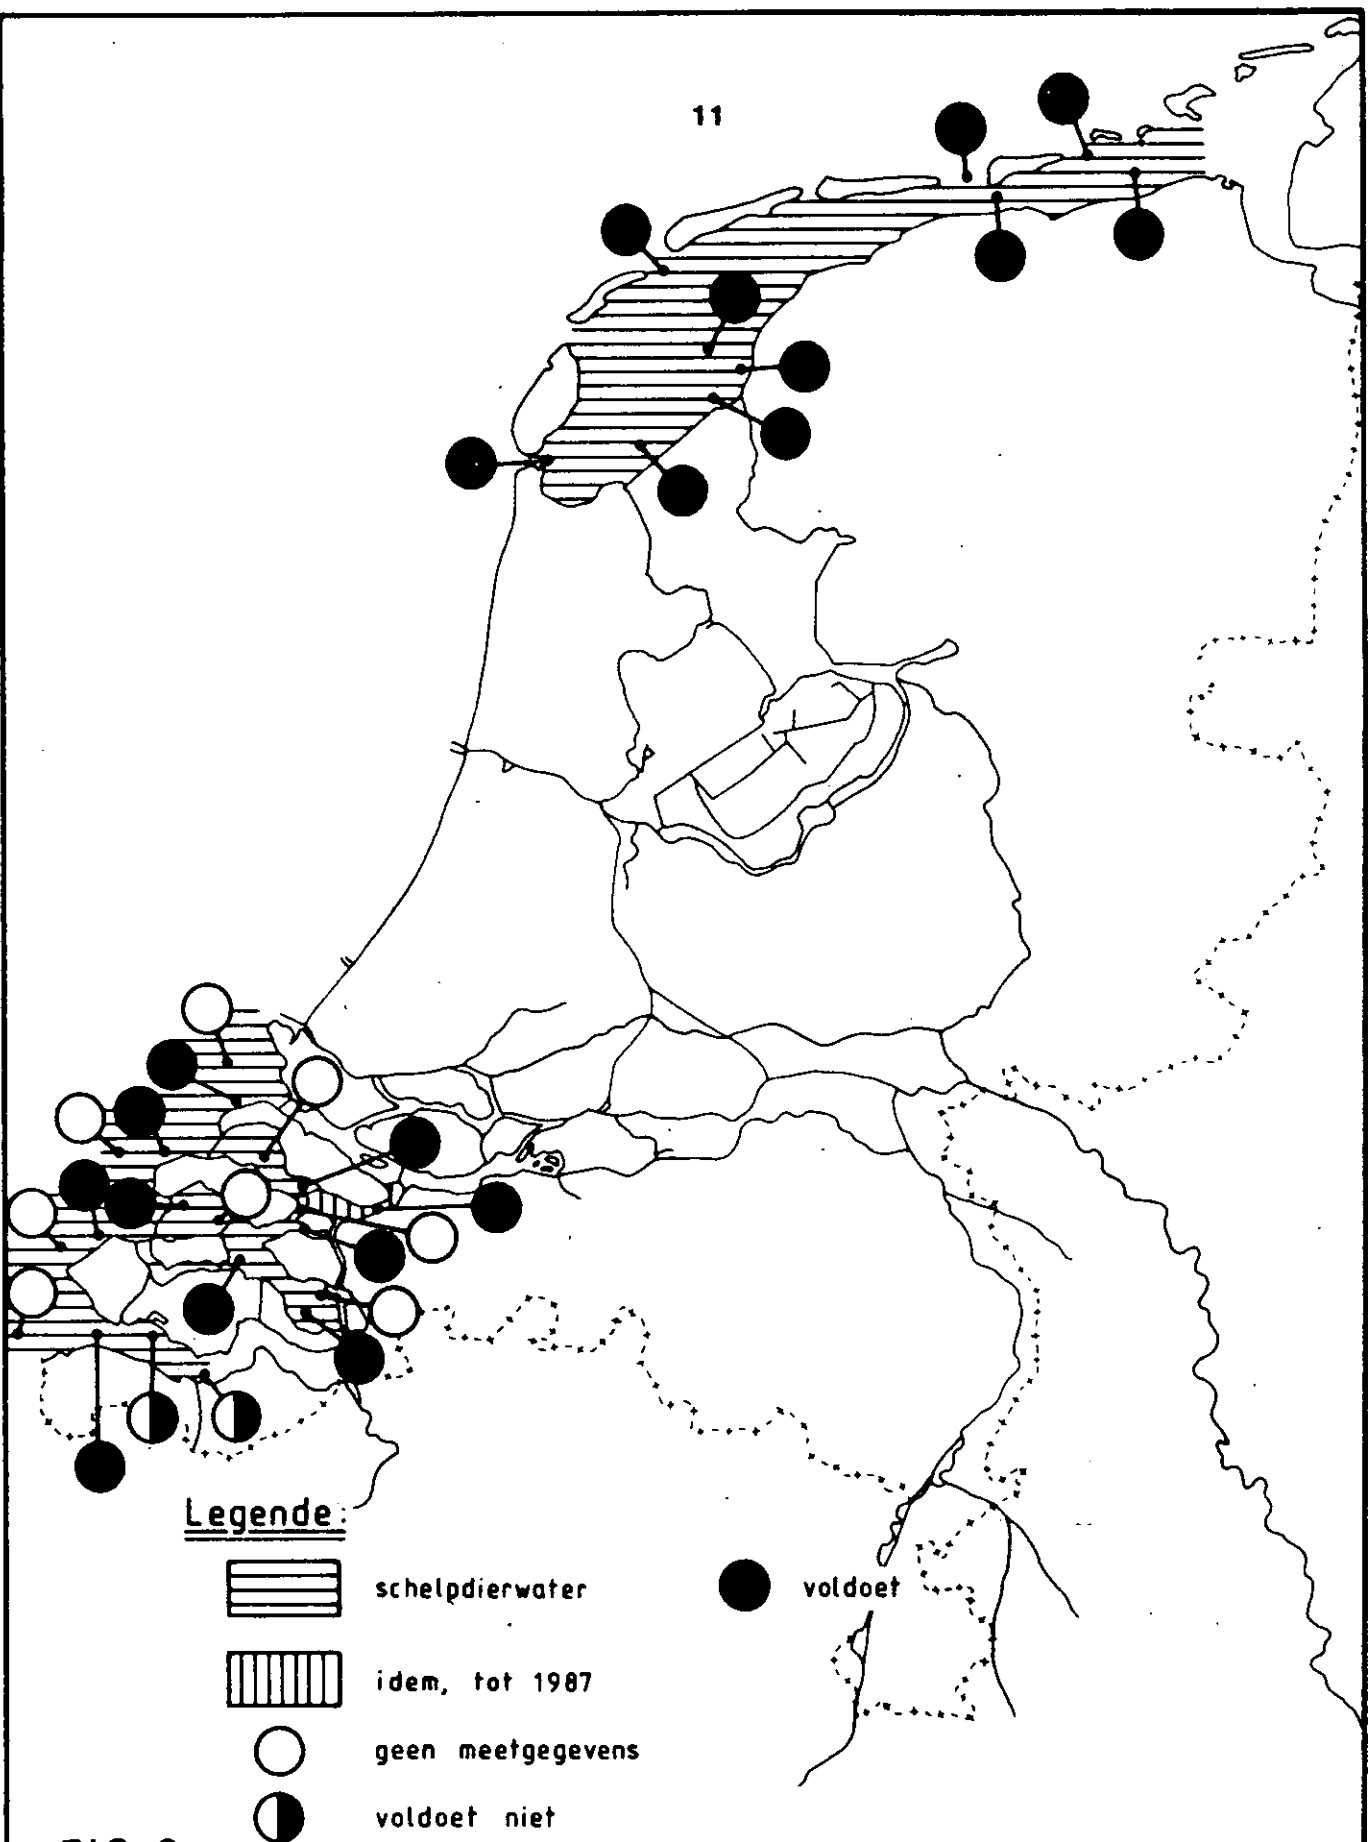 11
Legende:
schelpdierwater
voldoet
idem, tot 1987
geen meetgegevens
voldoet niet